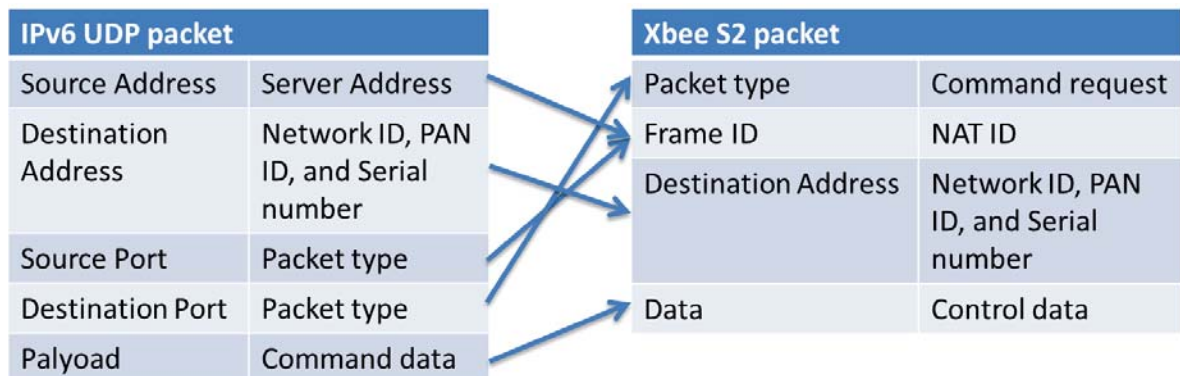 IPv6 UDP packet
Source Address Server Address
Destination Address Network ID, PAN ID, and Serial number
Source Port Packet type
Destination Port Packet type
Palyoad Command data
Xbee S2 packet
Packet type Command request
Frame ID NAT ID
Destination Address Network ID, PAN ID, and Serial number
Data Control data